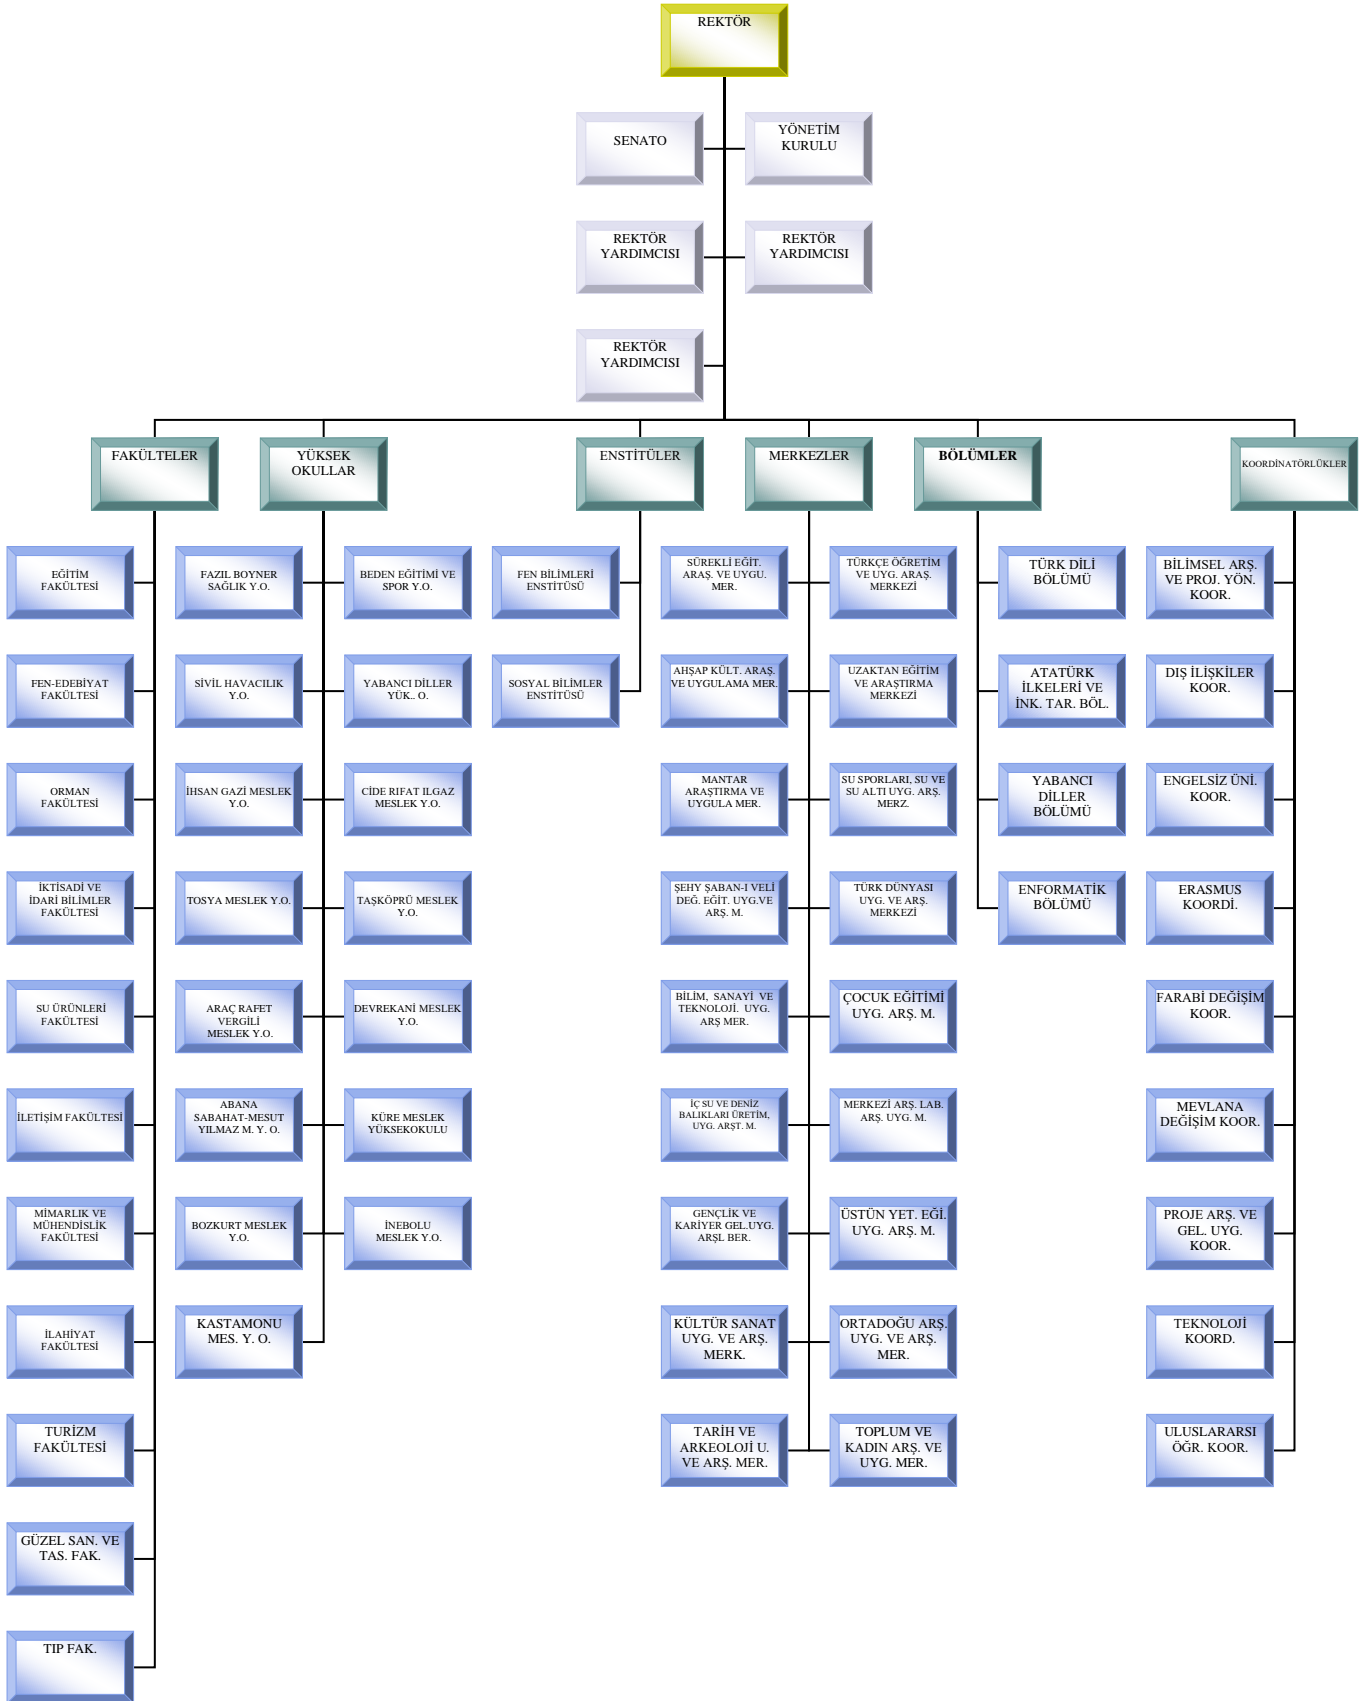 REKTÖR
SENATO
YÖNETİM
KURULU
REKTÖR
YARDIMCISI
REKTÖR
YARDIMCISI
REKTÖR
YARDIMCISI
FAKÜLTELER
YÜKSEK
OKULLAR
ENSTİTÜLER
MERKEZLER
BÖLÜMLER
KOORDİNATÖRLÜKLER
EĞİTİM
FAKÜLTESİ
FAZIL BOYNER
SAĞLIK Y.O.
BEDEN EĞİTİMİ VE
SPOR Y.O.
FEN BİLİMLERİ
ENSTİTÜSÜ
SÜREKLİ EĞİT.
ARAŞ. VE UYGU.
MER.
TÜRKÇE ÖĞRETİM
VE UYG. ARAŞ.
MERKEZİ
TÜRK DİLİ
BÖLÜMÜ
BİLİMSEL ARŞ.
VE PROJ. YÖN.
KOOR.
FEN-EDEBİYAT
FAKÜLTESİ
SİVİL HAVACILIK
Y.O.
YABANCI DİLLER
YÜK.. O.
SOSYAL BİLİMLER
ENSTİTÜSÜ
AHŞAP KÜLT. ARAŞ.
VE UYGULAMA MER.
UZAKTAN EĞİTİM
VE ARAŞTIRMA
MERKEZİ
ATATÜRK
İLKELERİ VE
İNK. TAR. BÖL.
DIŞ İLİŞKİLER
KOOR.
ORMAN
FAKÜLTESİ
İHSAN GAZİ MESLEK
Y.O.
CİDE RIFAT ILGAZ
MESLEK Y.O.
MANTAR
ARAŞTIRMA VE
UYGULA MER.
SU SPORLARI, SU VE
SU ALTI UYG. ARŞ.
MERZ.
YABANCI
DİLLER
BÖLÜMÜ
ENGELSİZ ÜNİ.
KOOR.
İKTİSADİ VE
İDARİ BİLİMLER
FAKÜLTESİ
TOSYA MESLEK Y.O.
TAŞKÖPRÜ MESLEK
Y.O.
ŞEHY ŞABAN-I VELİ
DEĞ. EĞİT. UYG.VE
ARŞ. M.
TÜRK DÜNYASI
UYG. VE ARŞ.
MERKEZİ
ENFORMATİK
BÖLÜMÜ
ERASMUS
KOORDİ.
SU ÜRÜNLERİ
FAKÜLTESİ
ARAÇ RAFET
VERGİLİ
MESLEK Y.O.
DEVREKANİ MESLEK
Y.O.
BİLİM, SANAYİ VE
TEKNOLOJİ. UYG.
ARŞ MER.
ÇOCUK EĞİTİMİ
UYG. ARŞ. M.
FARABİ DEĞİŞİM
KOOR.
İLETİŞİM FAKÜLTESİ
ABANA
SABAHAT-MESUT
YILMAZ M. Y. O.
KÜRE MESLEK
YÜKSEKOKULU
İÇ SU VE DENİZ
BALIKLARI ÜRETİM,
UYG. ARŞT. M.
MERKEZİ ARŞ. LAB.
ARŞ. UYG. M.
MEVLANA
DEĞİŞİM KOOR.
MİMARLIK VE
MÜHENDİSLİK
FAKÜLTESİ
BOZKURT MESLEK
Y.O.
İNEBOLU
MESLEK Y.O.
GENÇLİK VE
KARİYER GEL.UYG.
ARŞL BER.
ÜSTÜN YET. EĞİ.
UYG. ARŞ. M.
PROJE ARŞ. VE
GEL. UYG.
KOOR.
İLAHİYAT
FAKÜLTESİ
KASTAMONU
MES. Y. O.
KÜLTÜR SANAT
UYG. VE ARŞ.
MERK.
ORTADOĞU ARŞ.
UYG. VE ARŞ.
MER.
TEKNOLOJİ
KOORD.
TURİZM
FAKÜLTESİ
TARİH VE
ARKEOLOJİ U.
VE ARŞ. MER.
TOPLUM VE
KADIN ARŞ. VE
UYG. MER.
ULUSLARARSI
ÖĞR. KOOR.
GÜZEL SAN. VE
TAS. FAK.
TIP FAK.